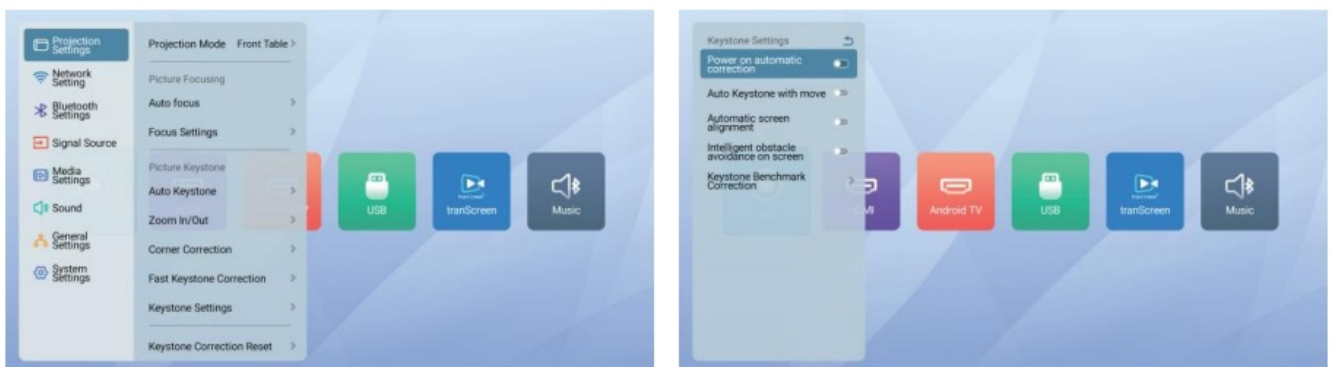 Projection
Settings
Network
Setting
Bluetooth
Settings
Signal Source
Media
Settings
Sound
General
Settings
System
Settings
Projection Mode Front Table >
Picture Focusing
Auto focus >
Focus Settings >
Picture Keystone
Auto Keystone >
Zoom In/Out >
Corner Correction >
Fast Keystone Correction >
Keystone Settings >
Keystone Correction Reset >
USB
tranScreen
Music
Keystone Settings
Power on automatic
correction
Auto Keystone with move
Automatic screen
alignment
Intelligent obstacle
avoidance on screen
Keystone Benchmark
Correction >
Android TV
USB
tranScreen
Music